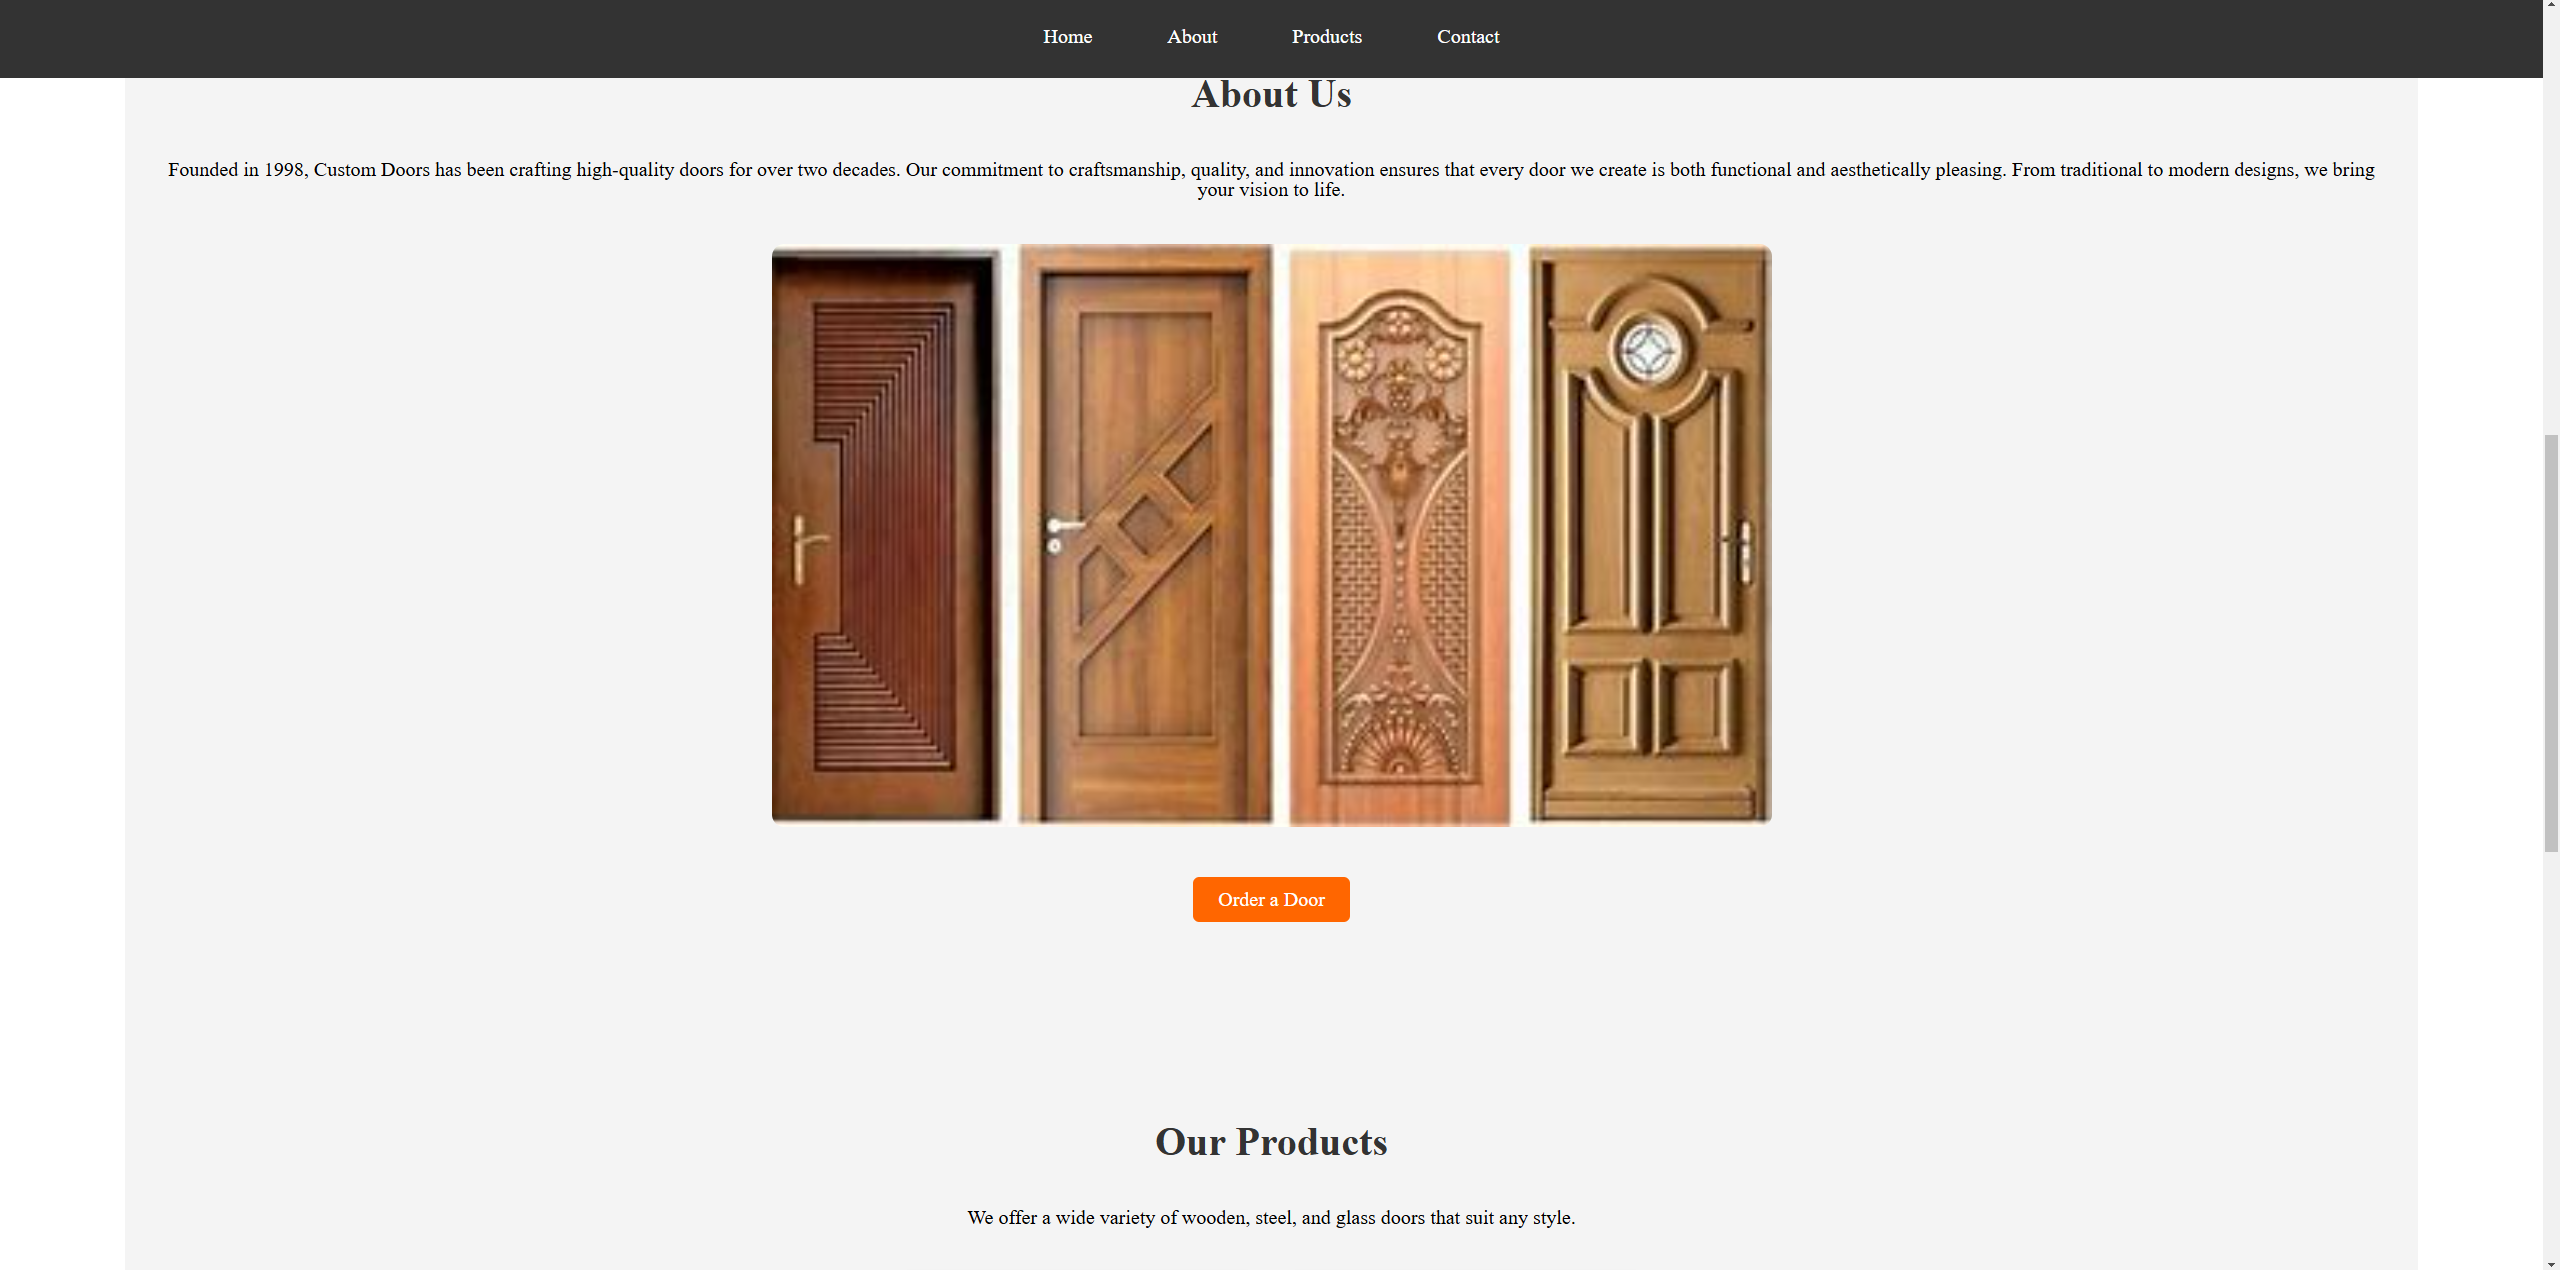 Home About Products Contact
About Us
Founded in 1998, Custom Doors has been crafting high-quality doors for over two decades. Our commitment to craftsmanship, quality, and innovation ensures that every door we create is both functional and aesthetically pleasing. From traditional to modern designs, we bring
your vision to life.
Order a Door
Our Products
We offer a wide variety of wooden, steel, and glass doors that suit any style.